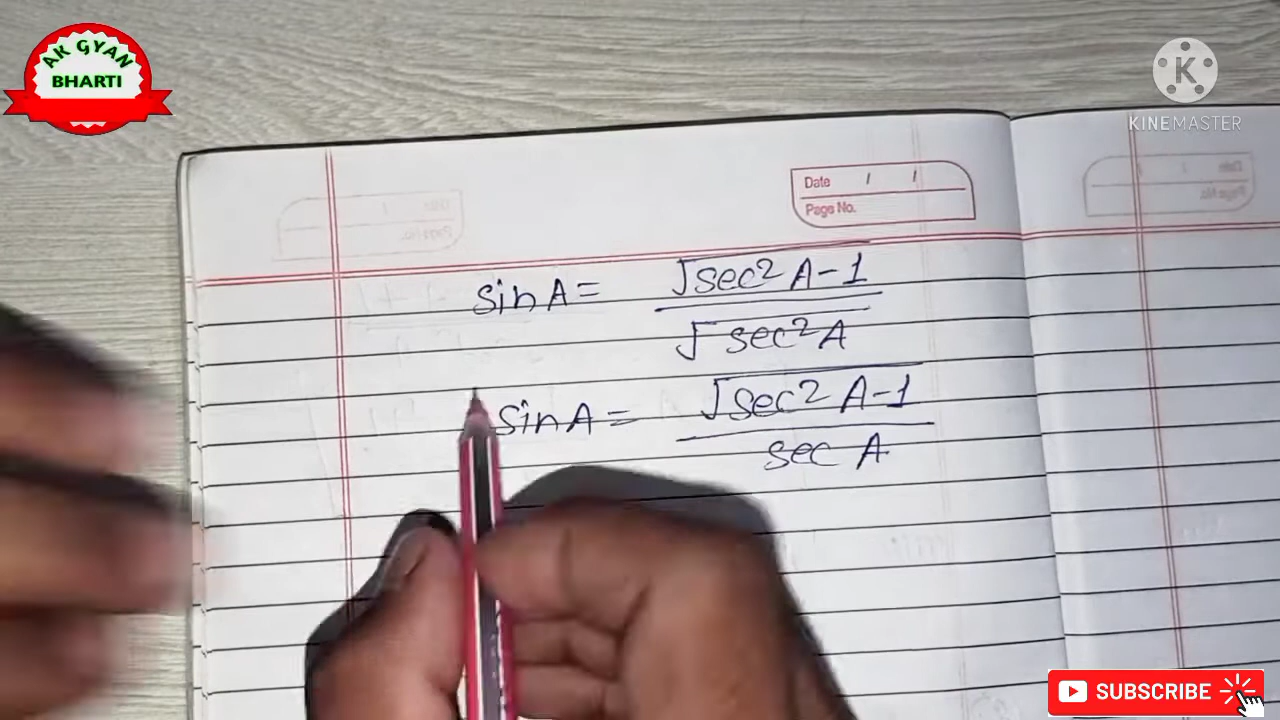 AK GYAN
BHARTI
K
KINEMASTER
Date / /
Page No.
sin A = √sec² A-1
√sec² A
sin A = √sec² A-1
sec A
SUBSCRIBE